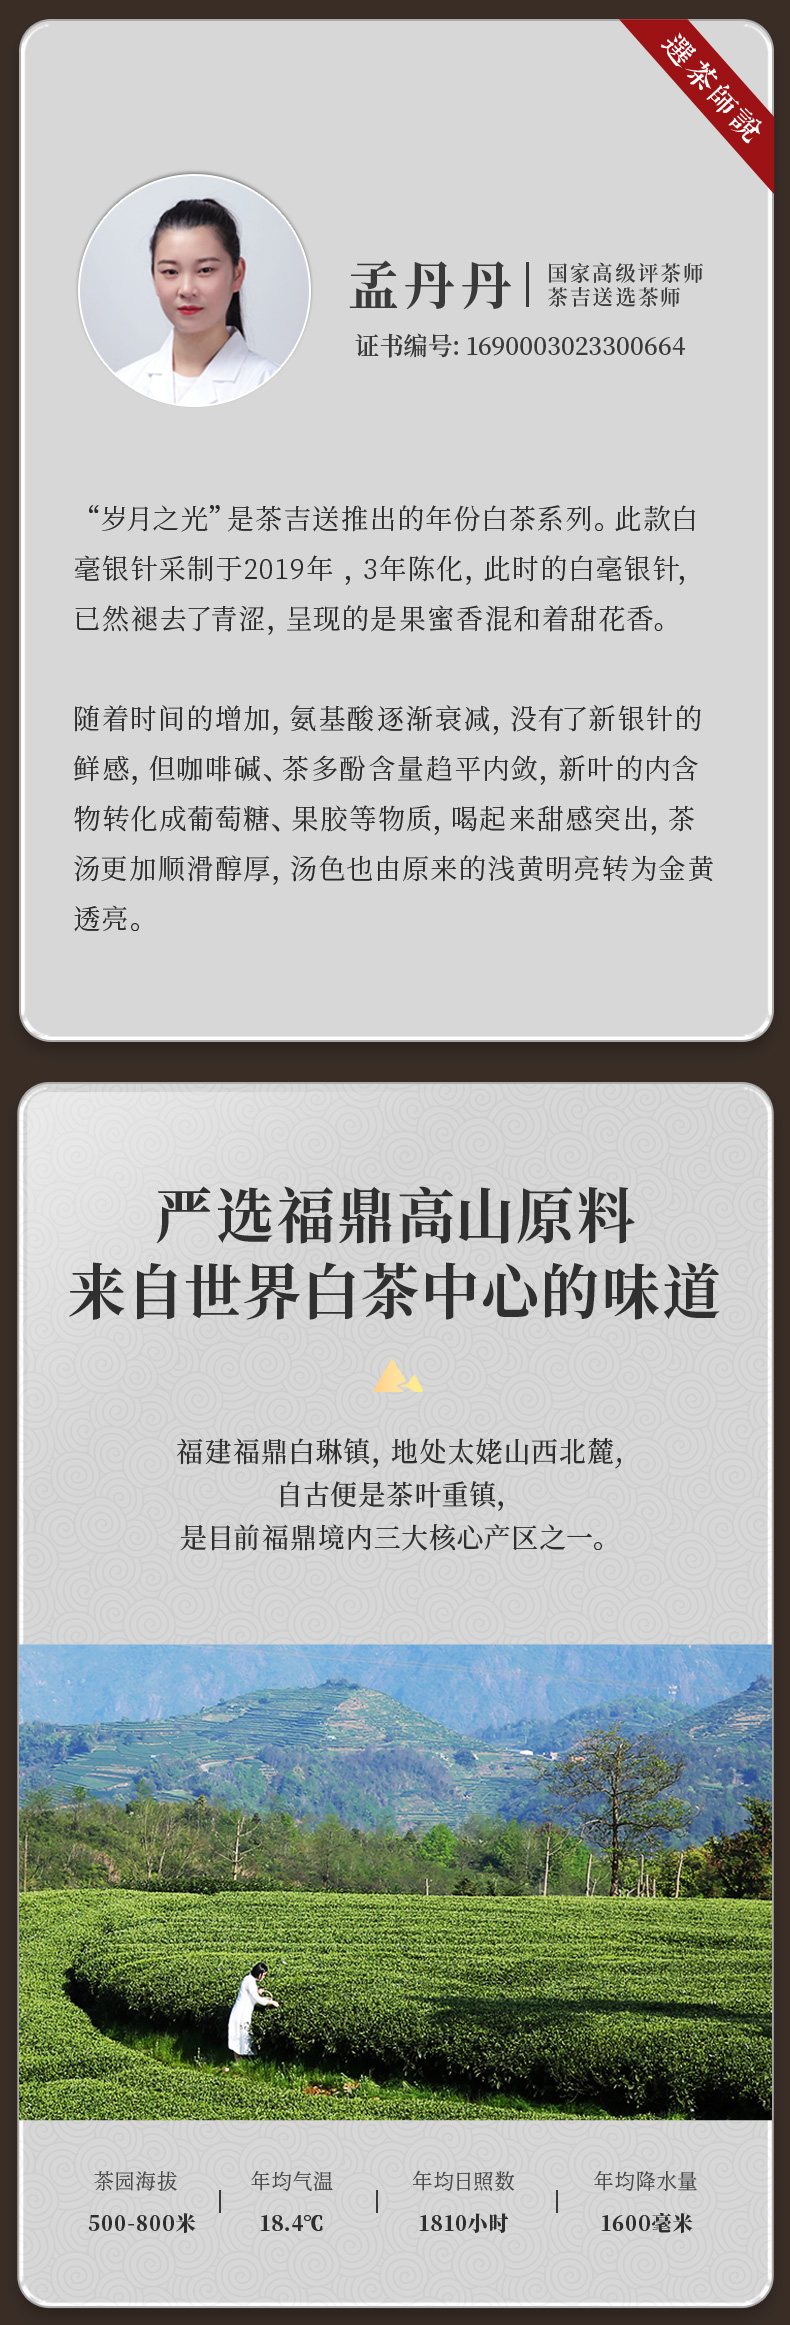 選茶師説
孟丹丹
国家高级评茶师
茶吉送选茶师
证书编号: 1690003023300664
“岁月之光”是茶吉送推出的年份白茶系列。此款白
毫银针采制于2019年 , 3年陈化, 此时的白毫银针,
已然褪去了青涩, 呈现的是果蜜香混和着甜花香。
随着时间的增加, 氨基酸逐渐衰减, 没有了新银针的
鲜感, 但咖啡碱、茶多酚含量趋平内敛, 新叶的内含
物转化成葡萄糖、果胶等物质, 喝起来甜感突出, 茶
汤更加顺滑醇厚, 汤色也由原来的浅黄明亮转为金黄
透亮。
严选福鼎高山原料
来自世界白茶中心的味道
福建福鼎白琳镇, 地处太姥山西北麓,
自古便是茶叶重镇,
是目前福鼎境内三大核心产区之一。
茶园海拔
500-800米
年均气温
18.4℃
年均日照数
1810小时
年均降水量
1600毫米